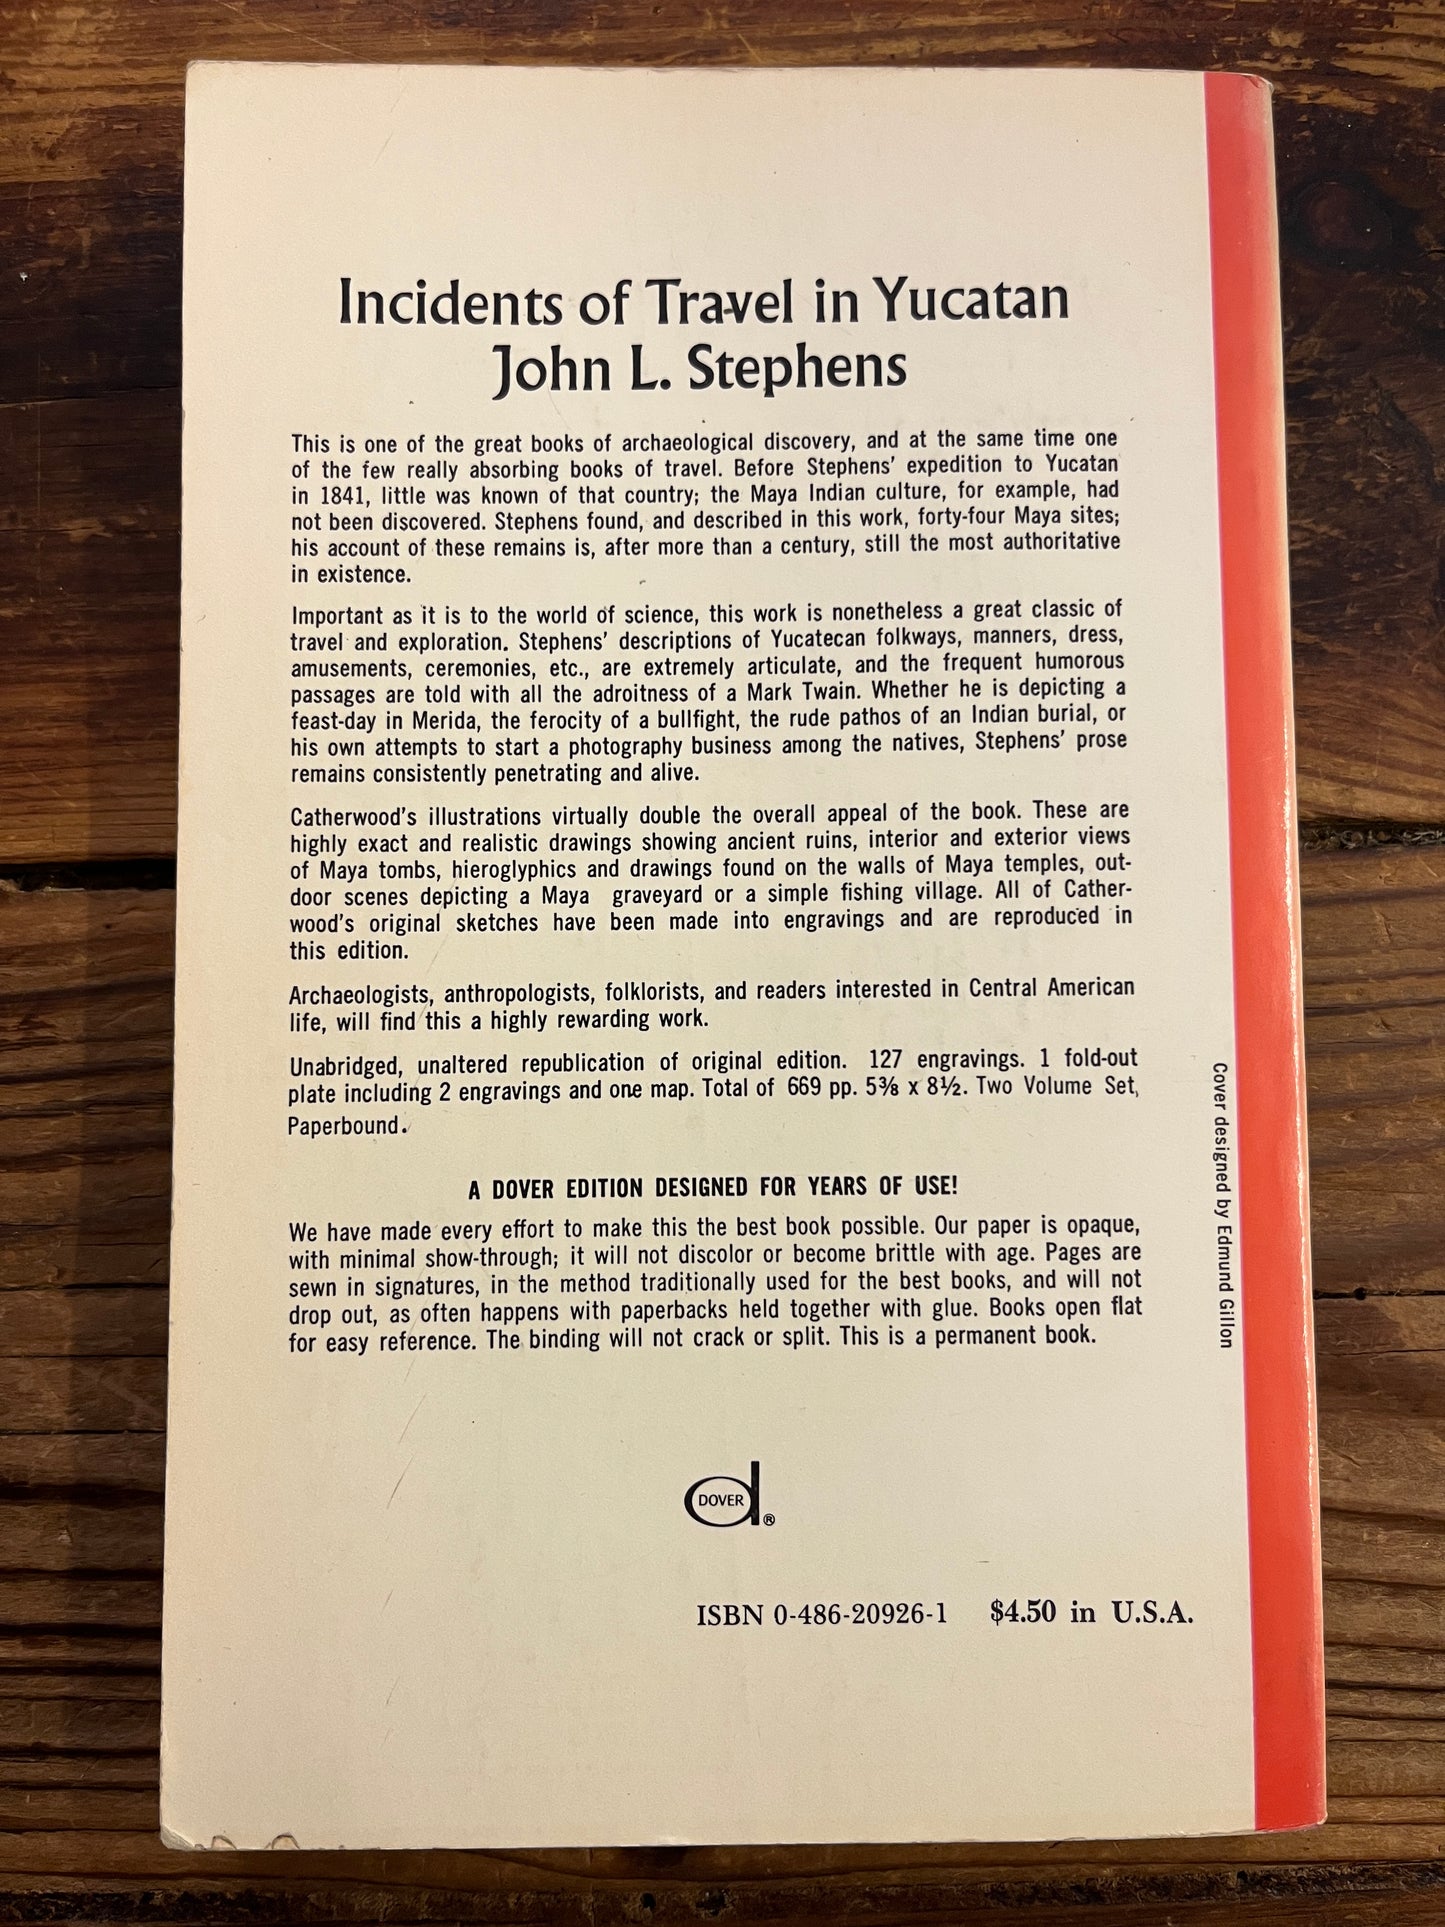 Incidents of Travel in Yucatan
John L. Stephens
This is one of the great books of archaeological discovery, and at the same time one
of the few really absorbing books of travel. Before Stephens' expedition to Yucatan
in 1841, little was known of that country; the Maya Indian culture, for example, had
not been discovered. Stephens found, and described in this work, forty-four Maya sites;
his account of these remains is, after more than a century, still the most authoritative
in existence.
Important as it is to the world of science, this work is nonetheless a great classic of
travel and exploration. Stephens' descriptions of Yucatecan folkways, manners, dress,
amusements, ceremonies, etc., are extremely articulate, and the frequent humorous
passages are told with all the adroitness of a Mark Twain. Whether he is depicting a
feast-day in Merida, the ferocity of a bullfight, the rude pathos of an Indian burial, or
his own attempts to start a photography business among the natives, Stephens' prose
remains consistently penetrating and alive.
Catherwood's illustrations virtually double the overall appeal of the book. These are
highly exact and realistic drawings showing ancient ruins, interior and exterior views
of Maya tombs, hieroglyphics and drawings found on the walls of Maya temples, out-
door scenes depicting a Maya graveyard or a simple fishing village. All of Cather-
wood's original sketches have been made into engravings and are reproduced in
this edition.
Archaeologists, anthropologists, folklorists, and readers interested in Central American
life, will find this a highly rewarding work.
Unabridged, unaltered republication of original edition. 127 engravings. 1 fold-out
plate including 2 engravings and one map. Total of 669 pp. 5⅜ x 8½. Two Volume Set,
Paperbound.
A DOVER EDITION DESIGNED FOR YEARS OF USE!
We have made every effort to make this the best book possible. Our paper is opaque,
with minimal show-through; it will not discolor or become brittle with age. Pages are
sewn in signatures, in the method traditionally used for the best books, and will not
drop out, as often happens with paperbacks held together with glue. Books open flat
for easy reference. The binding will not crack or split. This is a permanent book.
Cover designed by Edmund Gillon
DOVER ®
ISBN 0-486-20926-1 $4.50 in U.S.A.